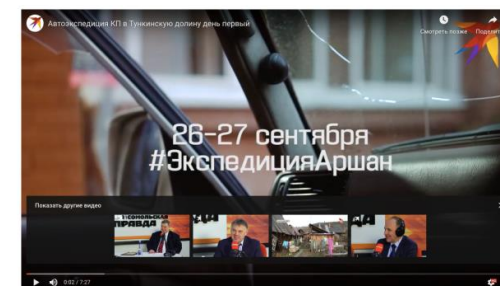 Автоэкспедиция КП в Тункинскую долину день первый
Смотреть позже
26–27 сентября
#ЭкспедицияАршан
Показать другие видео
КОМСОМОЛЬСКАЯ
ПРАВДА
0:02 / 7:27